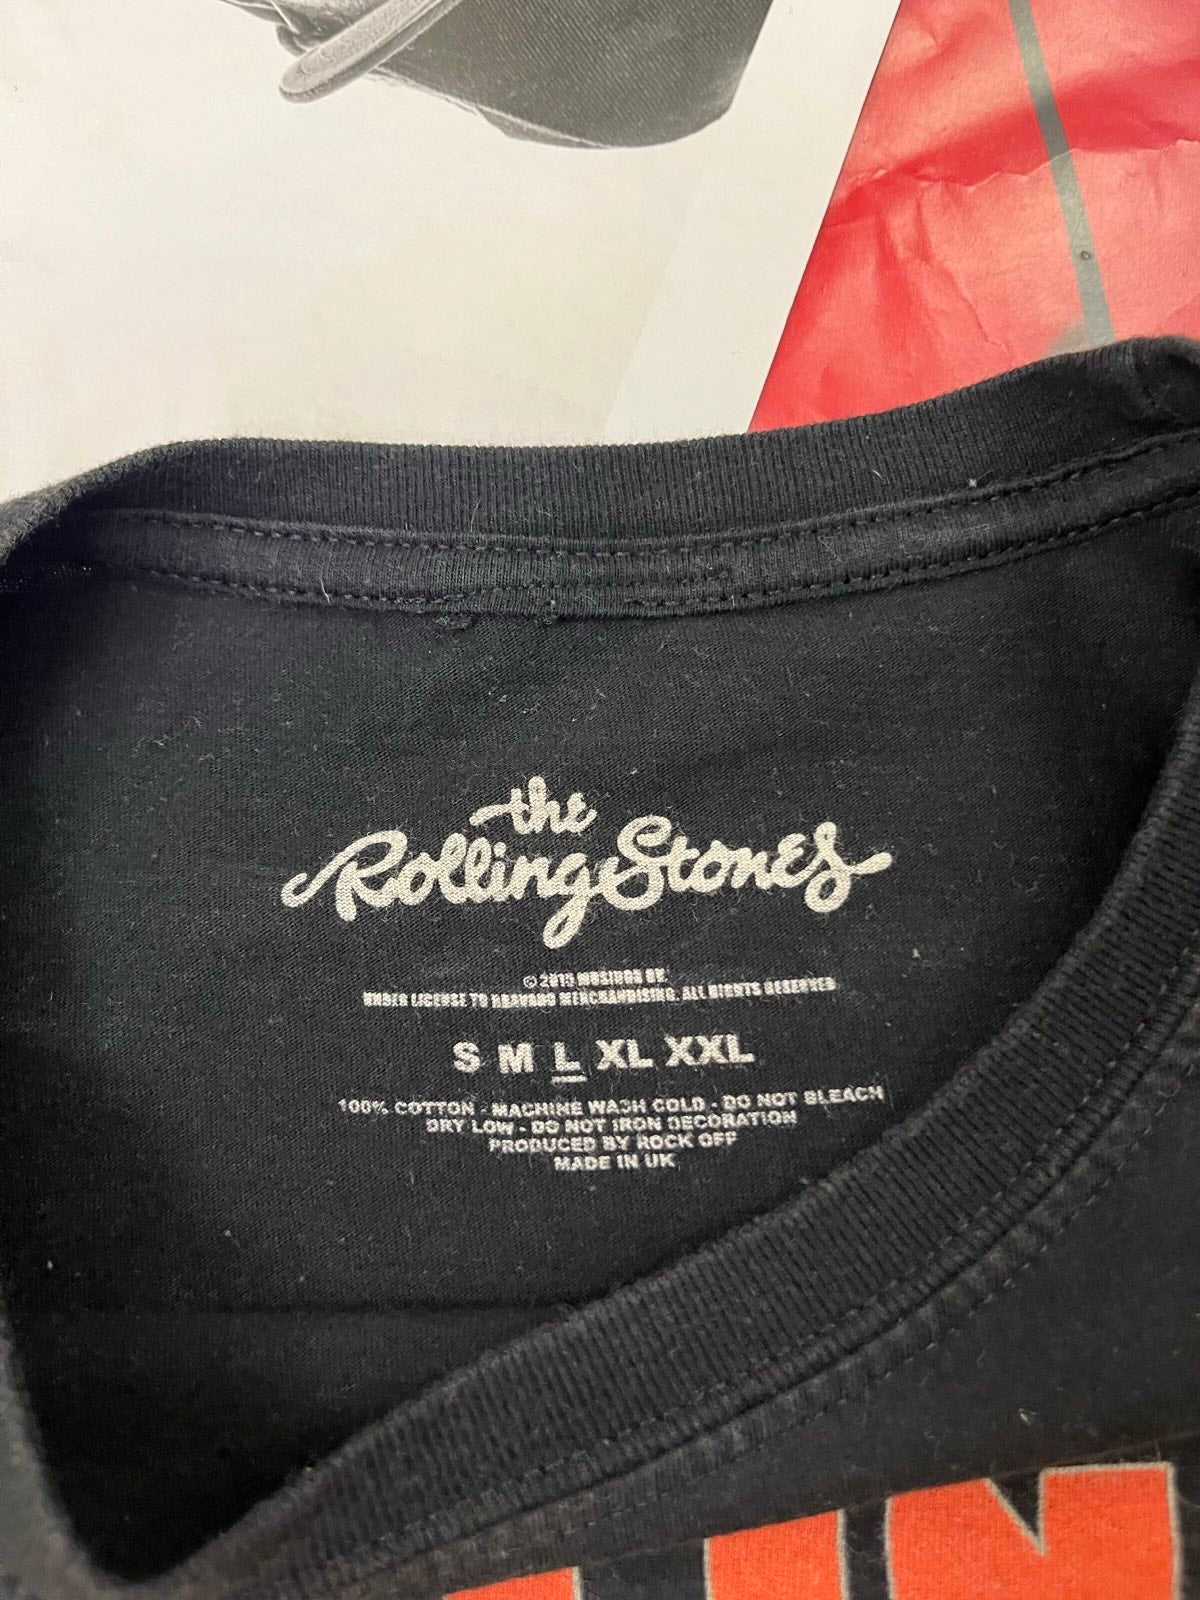 the
Rolling Stones
© 2015 MUSIDOR BV.
UNDER LICENSE TO BRAVADO MERCHANDISING. ALL RIGHTS RESERVED
S M L XL XXL
100% COTTON - MACHINE WASH COLD - DO NOT BLEACH
DRY LOW - DO NOT IRON DECORATION
PRODUCED BY ROCK OFF
MADE IN UK